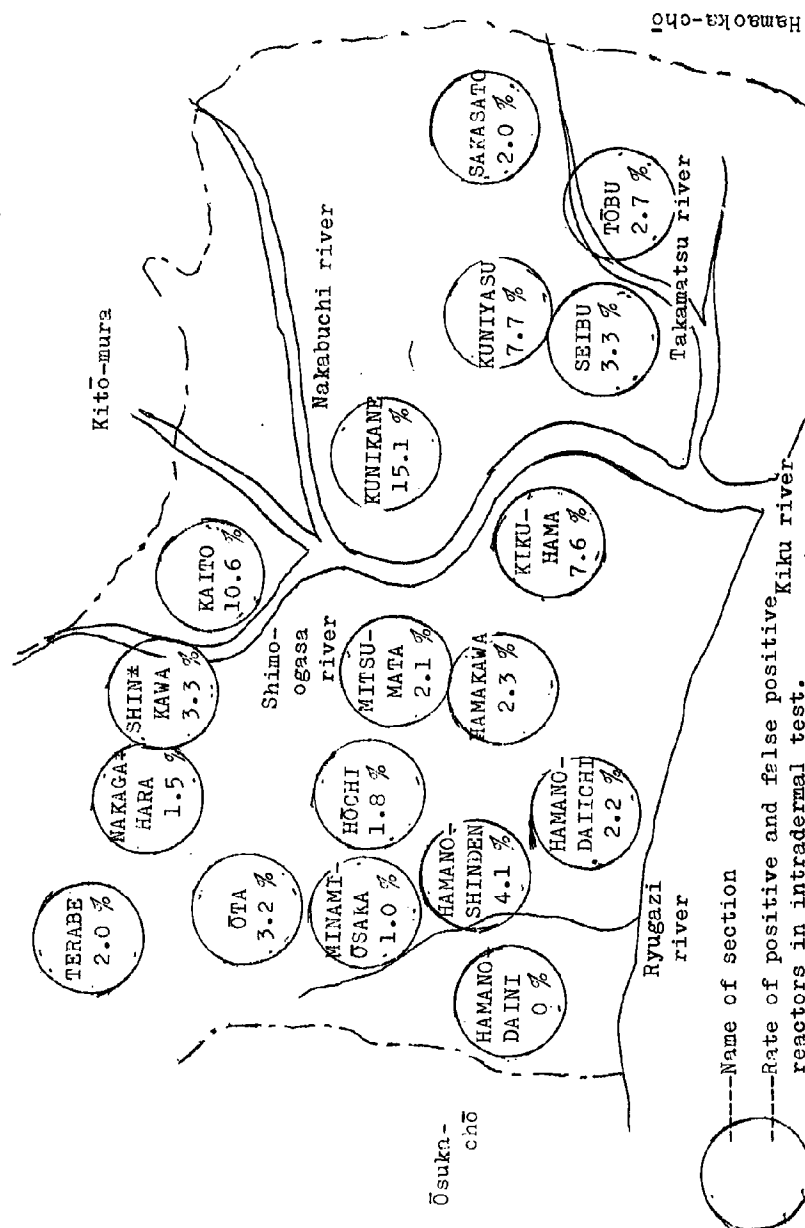 Kitō-mura
Hamaoka-chō
TERABE
2.0 %
NAKAGA=
HARA
1.5 %
SHIN=
KAWA
3.3 %
KAITO
10.6 %
Nakabuchi river
ŌTA
3.2 %
Shimo-
ogasa
river
MINAMI-
ŌSAKA
1.0 %
HŌCHI
1.8 %
MITSU-
MATA
2.1 %
KUNIKANE
15.1 %
SAKASATO
2.0 %
HAMANO-
SHINDEN
4.1 %
HAMAKAWA
2.3 %
KUNIYASU
7.7 %
Ōsuka-
chō
HAMANO=
DAINI
0 %
HAMANO-
DAIICHI
2.2 %
KIKU-
HAMA
7.6 %
SEIBU
3.3 %
TŌBU
2.7 %
Ryugazi
river
Takamatsu river
Kiku river
----Name of section
----Rate of positive and false positive
reactors in intradermal test.